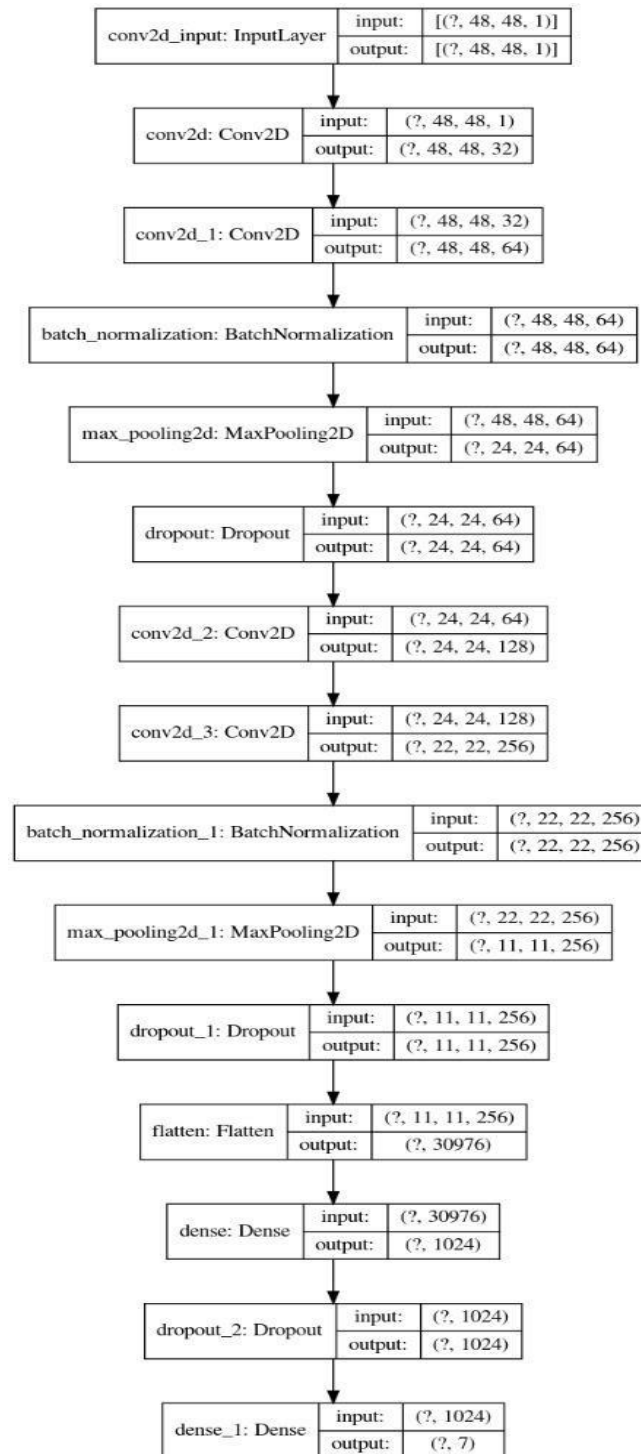 conv2d_input: InputLayer
input: [(?, 48, 48, 1)]
output: [(?, 48, 48, 1)]
conv2d: Conv2D
input: (?, 48, 48, 1)
output: (?, 48, 48, 32)
conv2d_1: Conv2D
input: (?, 48, 48, 32)
output: (?, 48, 48, 64)
batch_normalization: BatchNormalization
input: (?, 48, 48, 64)
output: (?, 48, 48, 64)
max_pooling2d: MaxPooling2D
input: (?, 48, 48, 64)
output: (?, 24, 24, 64)
dropout: Dropout
input: (?, 24, 24, 64)
output: (?, 24, 24, 64)
conv2d_2: Conv2D
input: (?, 24, 24, 64)
output: (?, 24, 24, 128)
conv2d_3: Conv2D
input: (?, 24, 24, 128)
output: (?, 22, 22, 256)
batch_normalization_1: BatchNormalization
input: (?, 22, 22, 256)
output: (?, 22, 22, 256)
max_pooling2d_1: MaxPooling2D
input: (?, 22, 22, 256)
output: (?, 11, 11, 256)
dropout_1: Dropout
input: (?, 11, 11, 256)
output: (?, 11, 11, 256)
flatten: Flatten
input: (?, 11, 11, 256)
output: (?, 30976)
dense: Dense
input: (?, 30976)
output: (?, 1024)
dropout_2: Dropout
input: (?, 1024)
output: (?, 1024)
dense_1: Dense
input: (?, 1024)
output: (?, 7)